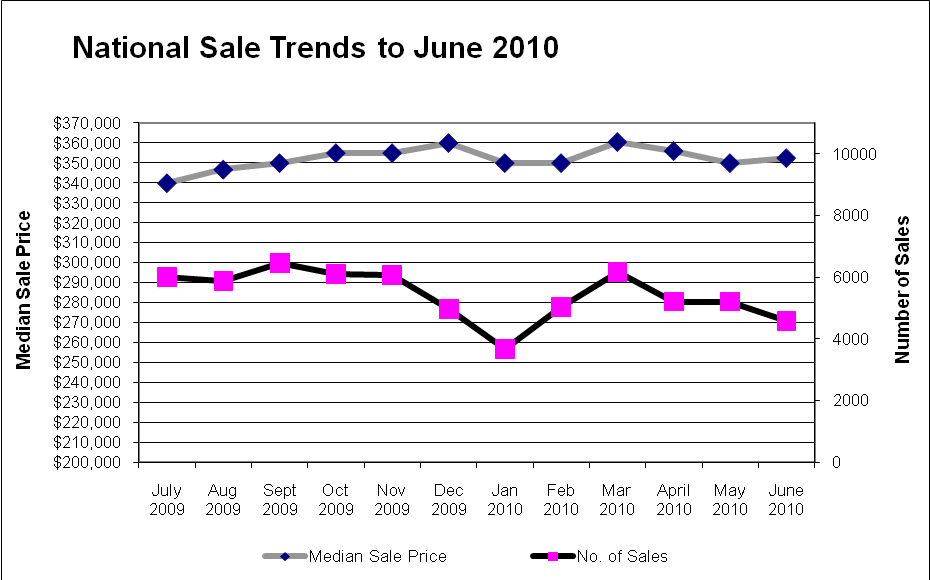 National Sale Trends to June 2010
Median Sale Price
$370,000
$360,000
$350,000
$340,000
$330,000
$320,000
$310,000
$300,000
$290,000
$280,000
$270,000
$260,000
$250,000
$240,000
$230,000
$220,000
$210,000
$200,000
10000
8000
6000
4000
2000
0
Number of Sales
July
2009
Aug
2009
Sept
2009
Oct
2009
Nov
2009
Dec
2009
Jan
2010
Feb
2010
Mar
2010
April
2010
May
2010
June
2010
Median Sale Price
No. of Sales